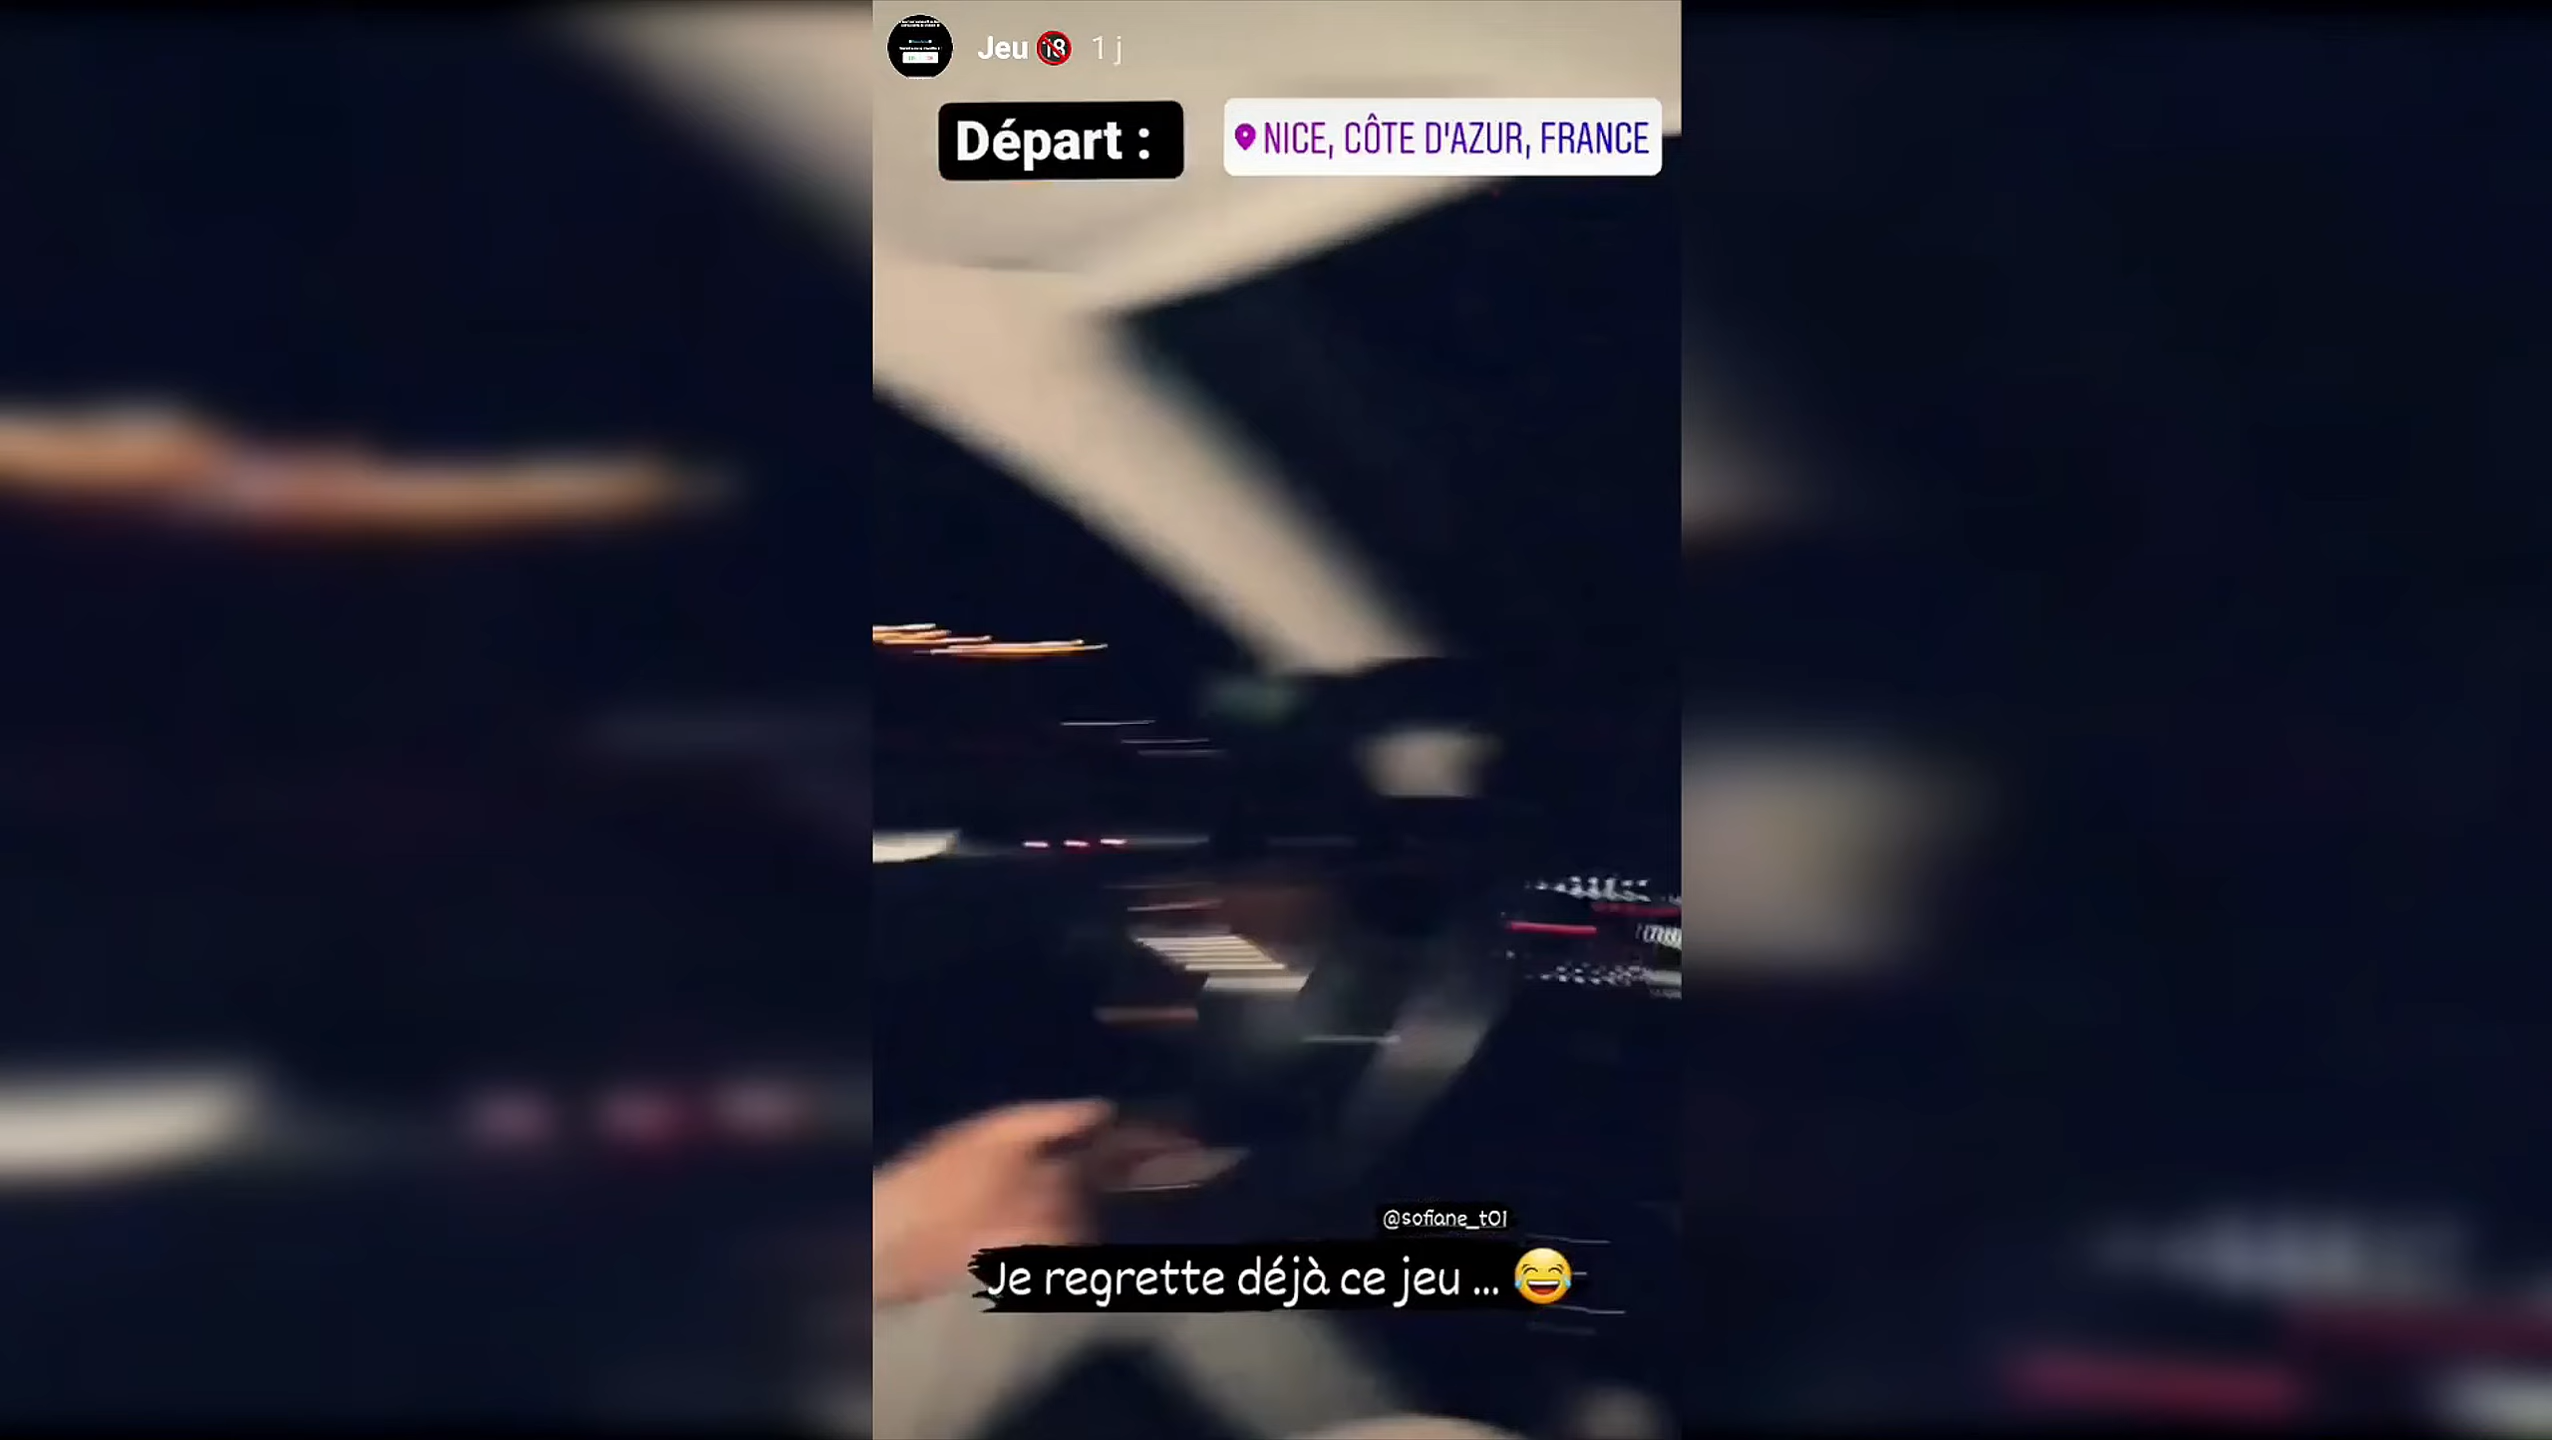 Jeu 🔞 1 j
Départ :
NICE, CÔTE D'AZUR, FRANCE
@sofiane_t01
Je regrette déjà ce jeu ... 😂